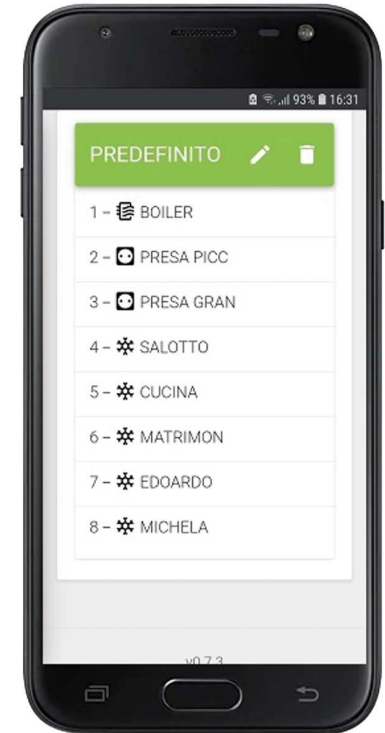 93% 16:31
PREDEFINITO
1 – BOILER
2 – PRESA PICC
3 – PRESA GRAN
4 – SALOTTO
5 – CUCINA
6 – MATRIMON
7 – EDOARDO
8 – MICHELA
v0.7.3